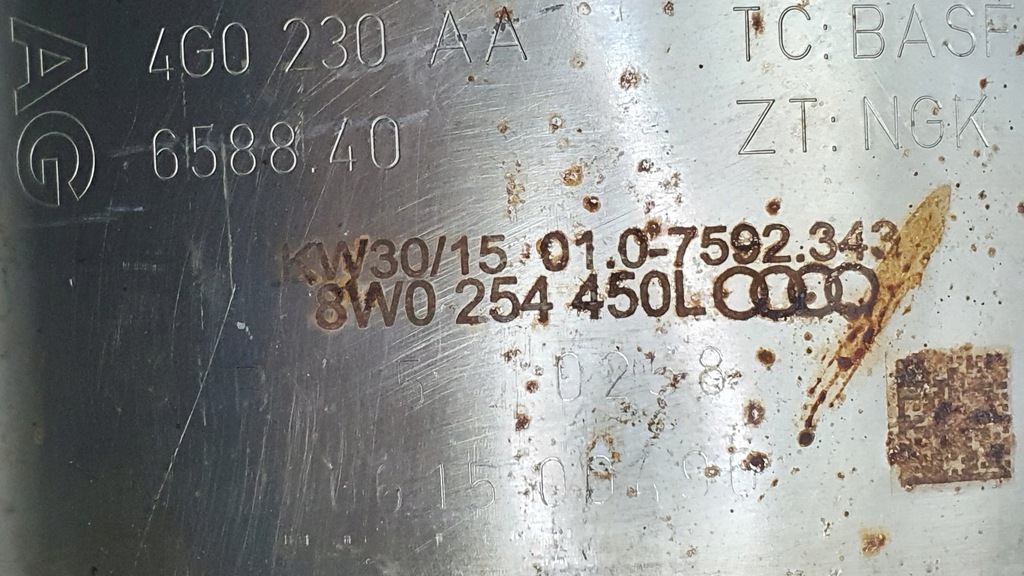 AG
4G0 230 AA
TC: BASF
6588 40
ZT: NGK
KW30/15 01.0-7592.343
8W0 254 450L